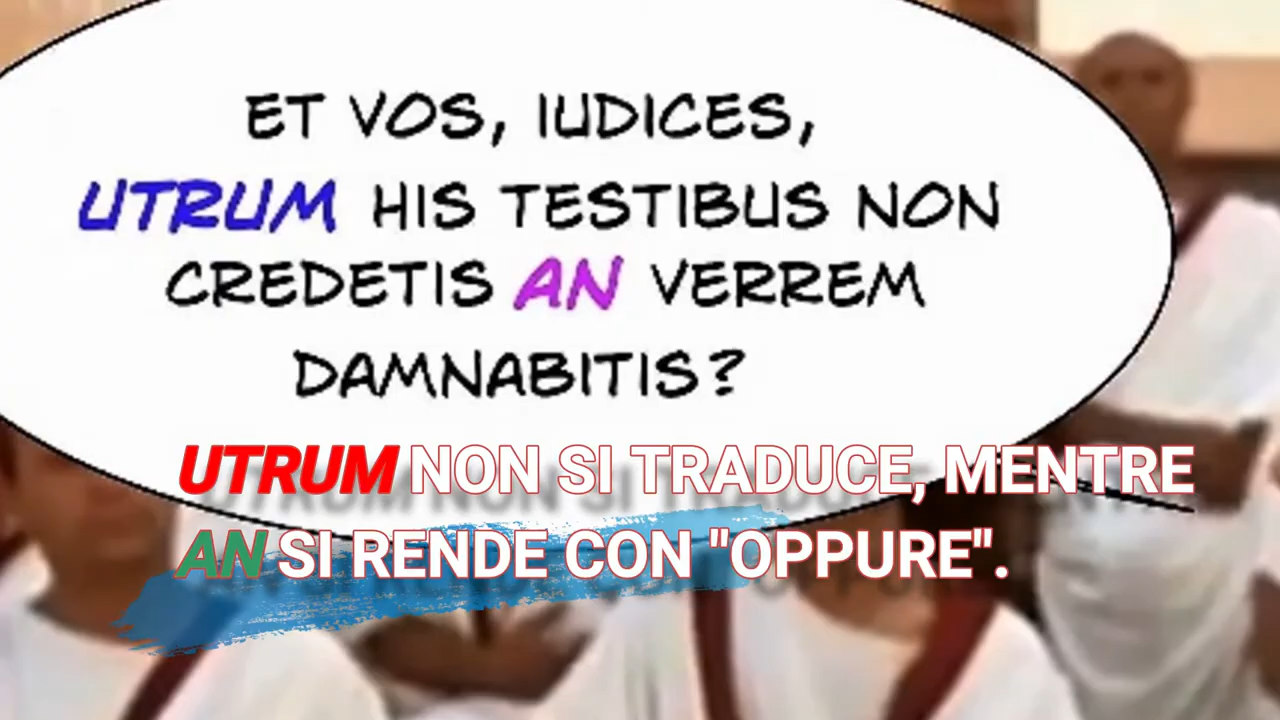 ET VOS, IUDICES,
UTRUM HIS TESTIBUS NON
CREDETIS AN VERREM
DAMNABITIS?
UTRUM NON SI TRADUCE, MENTRE
AN SI RENDE CON "OPPURE".